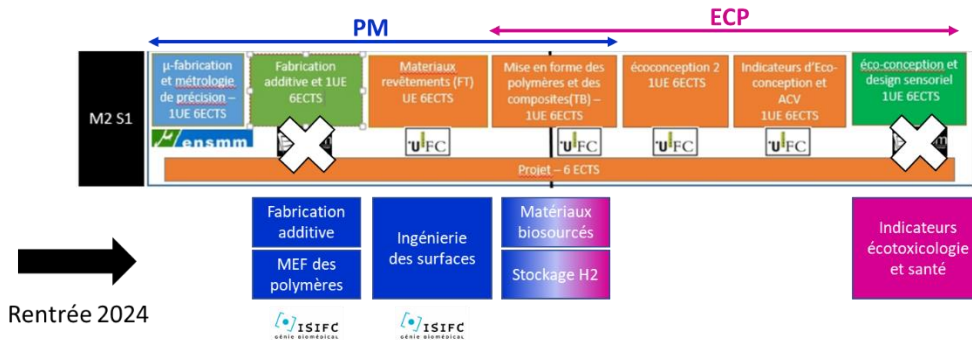 PM
ECP
M2 S1
µ-fabrication
et métrologie
de précision –
1UE 6ECTS
Fabrication
additive et 1UE
6ECTS
Materiaux
revêtements (FT)
UE 6ECTS
Mise en forme des
polymères et des
composites(TB) –
1UE 6ECTS
écoconception 2
1UE 6ECTS
Indicateurs d'Eco-
conception et
ACV
1UE 6ECTS
éco-conception et
design sensoriel
1UE 6ECTS
ensmm
UFC
UFC
UFC
UFC
Projet – 6 ECTS
Rentrée 2024
Fabrication
additive
MEF des
polymères
Ingénierie
des surfaces
Matériaux
biosourcés
Stockage H2
Indicateurs
écotoxicologie
et santé
ISIFC
GÉNIE BIOMÉDICAL
ISIFC
GÉNIE BIOMÉDICAL